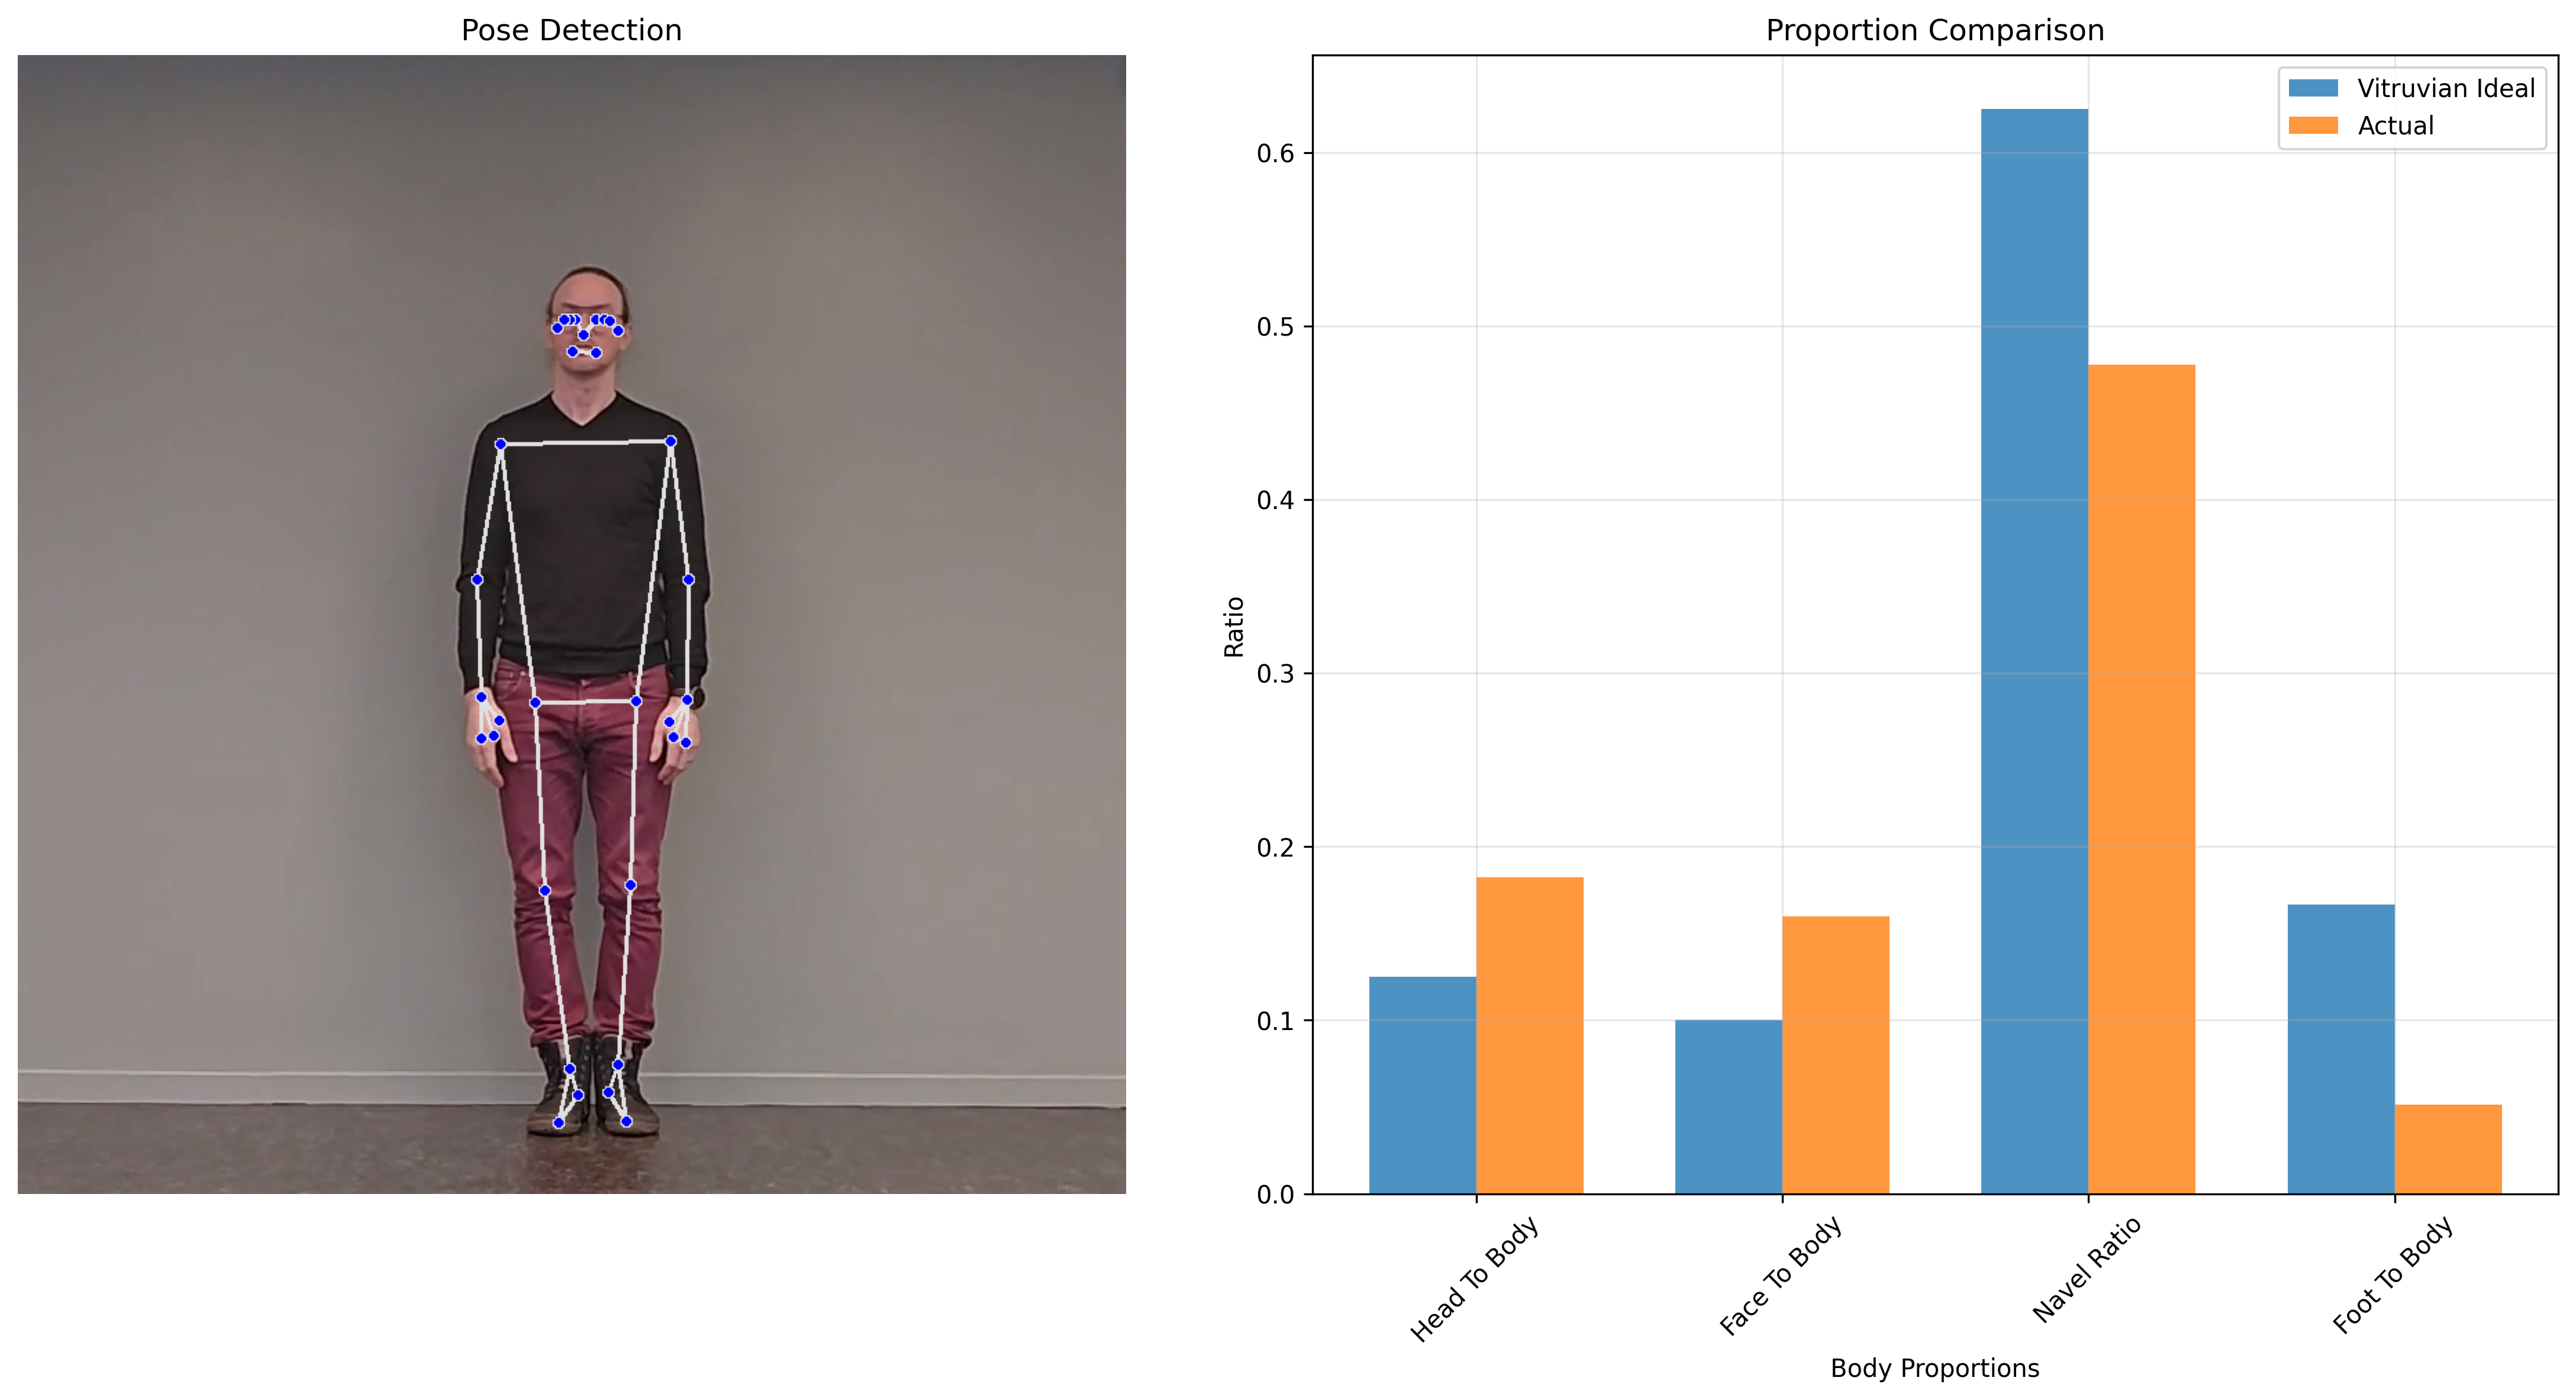 Pose Detection
Proportion Comparison
Vitruvian Ideal
Actual
Ratio
0.6
0.5
0.4
0.3
0.2
0.1
0.0
Head To Body
Face To Body
Navel Ratio
Foot To Body
Body Proportions